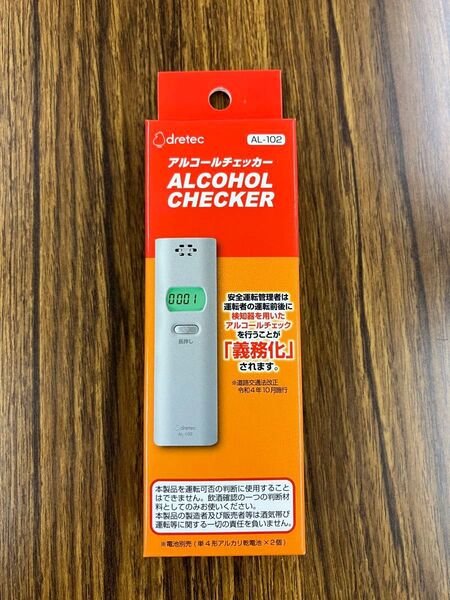 dretec
AL-102
アルコールチェッカー
ALCOHOL
CHECKER
0001
長押し
dretec
AL-102
安全運転管理者は
運転者の運転前後に
検知器を用いた
アルコールチェック
を行うことが
「義務化」
されます。
※道路交通法改正
令和4年10月施行
本製品を運転可否の判断に使用すること
はできません。飲酒確認の一つの判断材
料としてのみお使いください。
本製品の製造者及び販売者等は酒気帯び
運転等に関する一切の責任を負いません。
※電池別売(単4形アルカリ乾電池×2個)